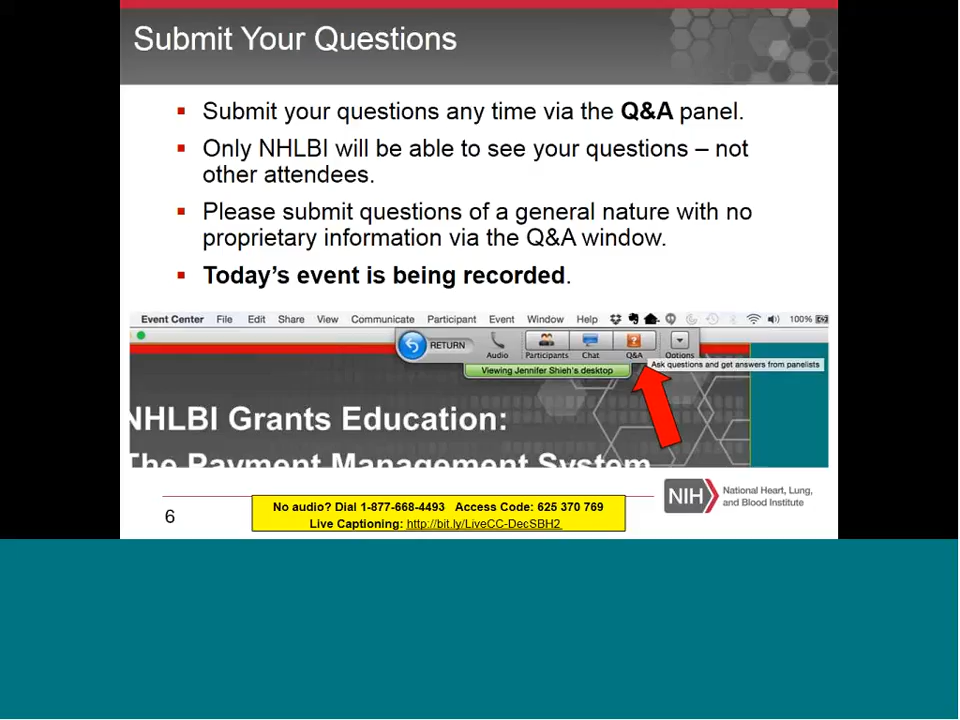 Submit Your Questions
Submit your questions any time via the Q&A panel.
Only NHLBI will be able to see your questions – not
other attendees.
Please submit questions of a general nature with no
proprietary information via the Q&A window.
Today's event is being recorded.
Event Center File Edit Share View Communicate Participant Event Window Help 100%
RETURN Audio Participants Chat Q&A Options
Ask questions and get answers from panelists
Viewing Jennifer Shieh's desktop
NHLBI Grants Education:
The Payment Management System
NIH National Heart, Lung,
and Blood Institute
No audio? Dial 1-877-668-4493 Access Code: 625 370 769
Live Captioning: http://bit.ly/LiveCC-DecSBH2
6